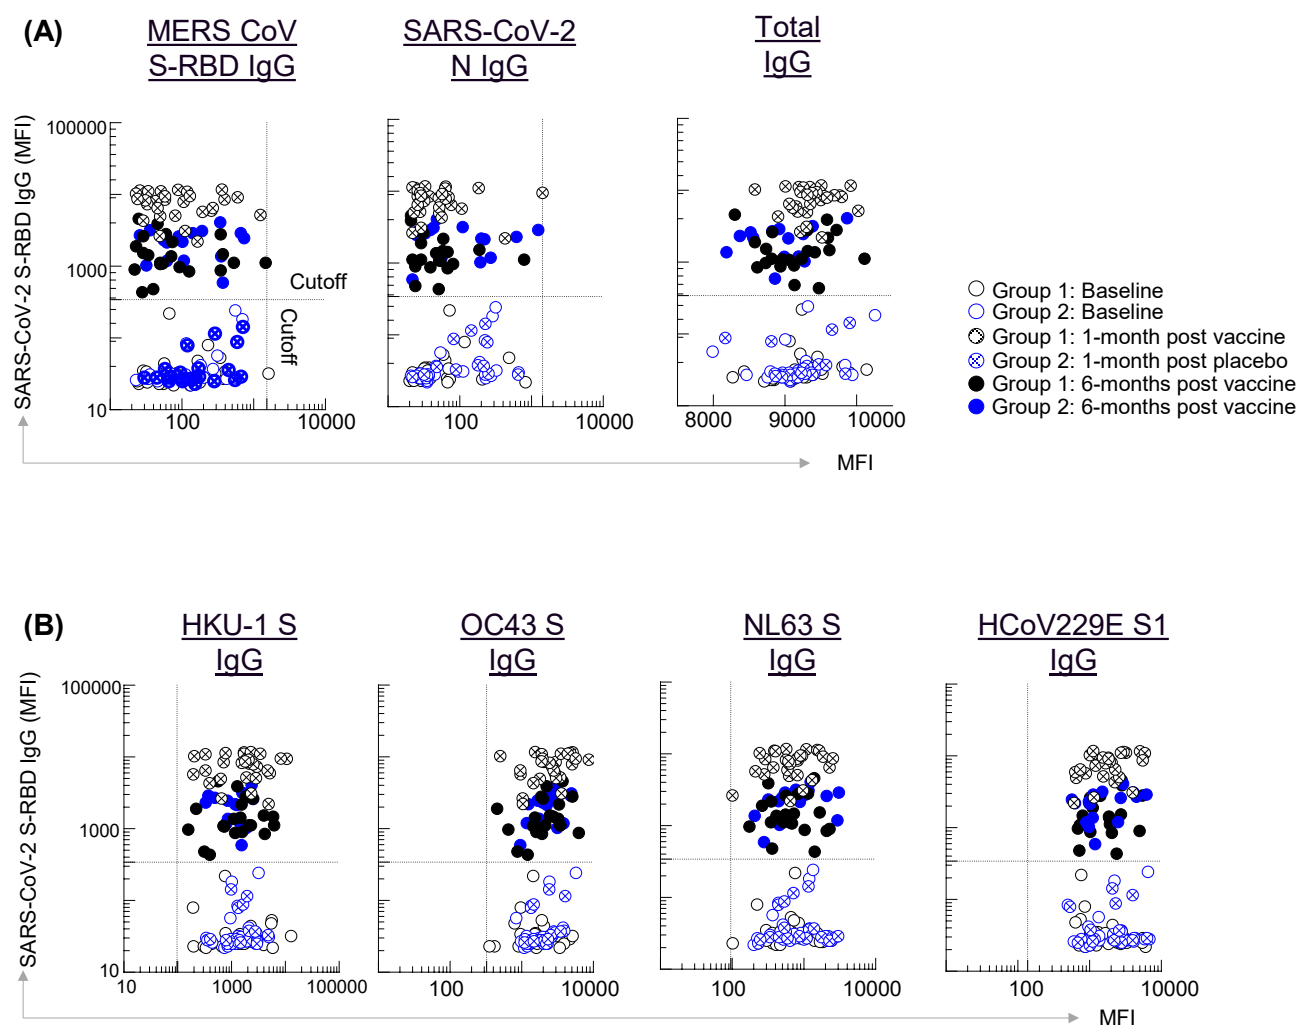 (A)
MERS CoV
S-RBD IgG
SARS-CoV-2
N IgG
Total
IgG
SARS-CoV-2 S-RBD IgG (MFI)
100000
1000
10
Cutoff
Cutoff
100
10000
100
10000
8000
9000
10000
MFI
Group 1: Baseline
Group 2: Baseline
Group 1: 1-month post vaccine
Group 2: 1-month post placebo
Group 1: 6-months post vaccine
Group 2: 6-months post vaccine
(B)
HKU-1 S
IgG
OC43 S
IgG
NL63 S
IgG
HCoV229E S1
IgG
SARS-CoV-2 S-RBD IgG (MFI)
100000
1000
10
10
1000
100000
100
10000
100
10000
100
10000
MFI